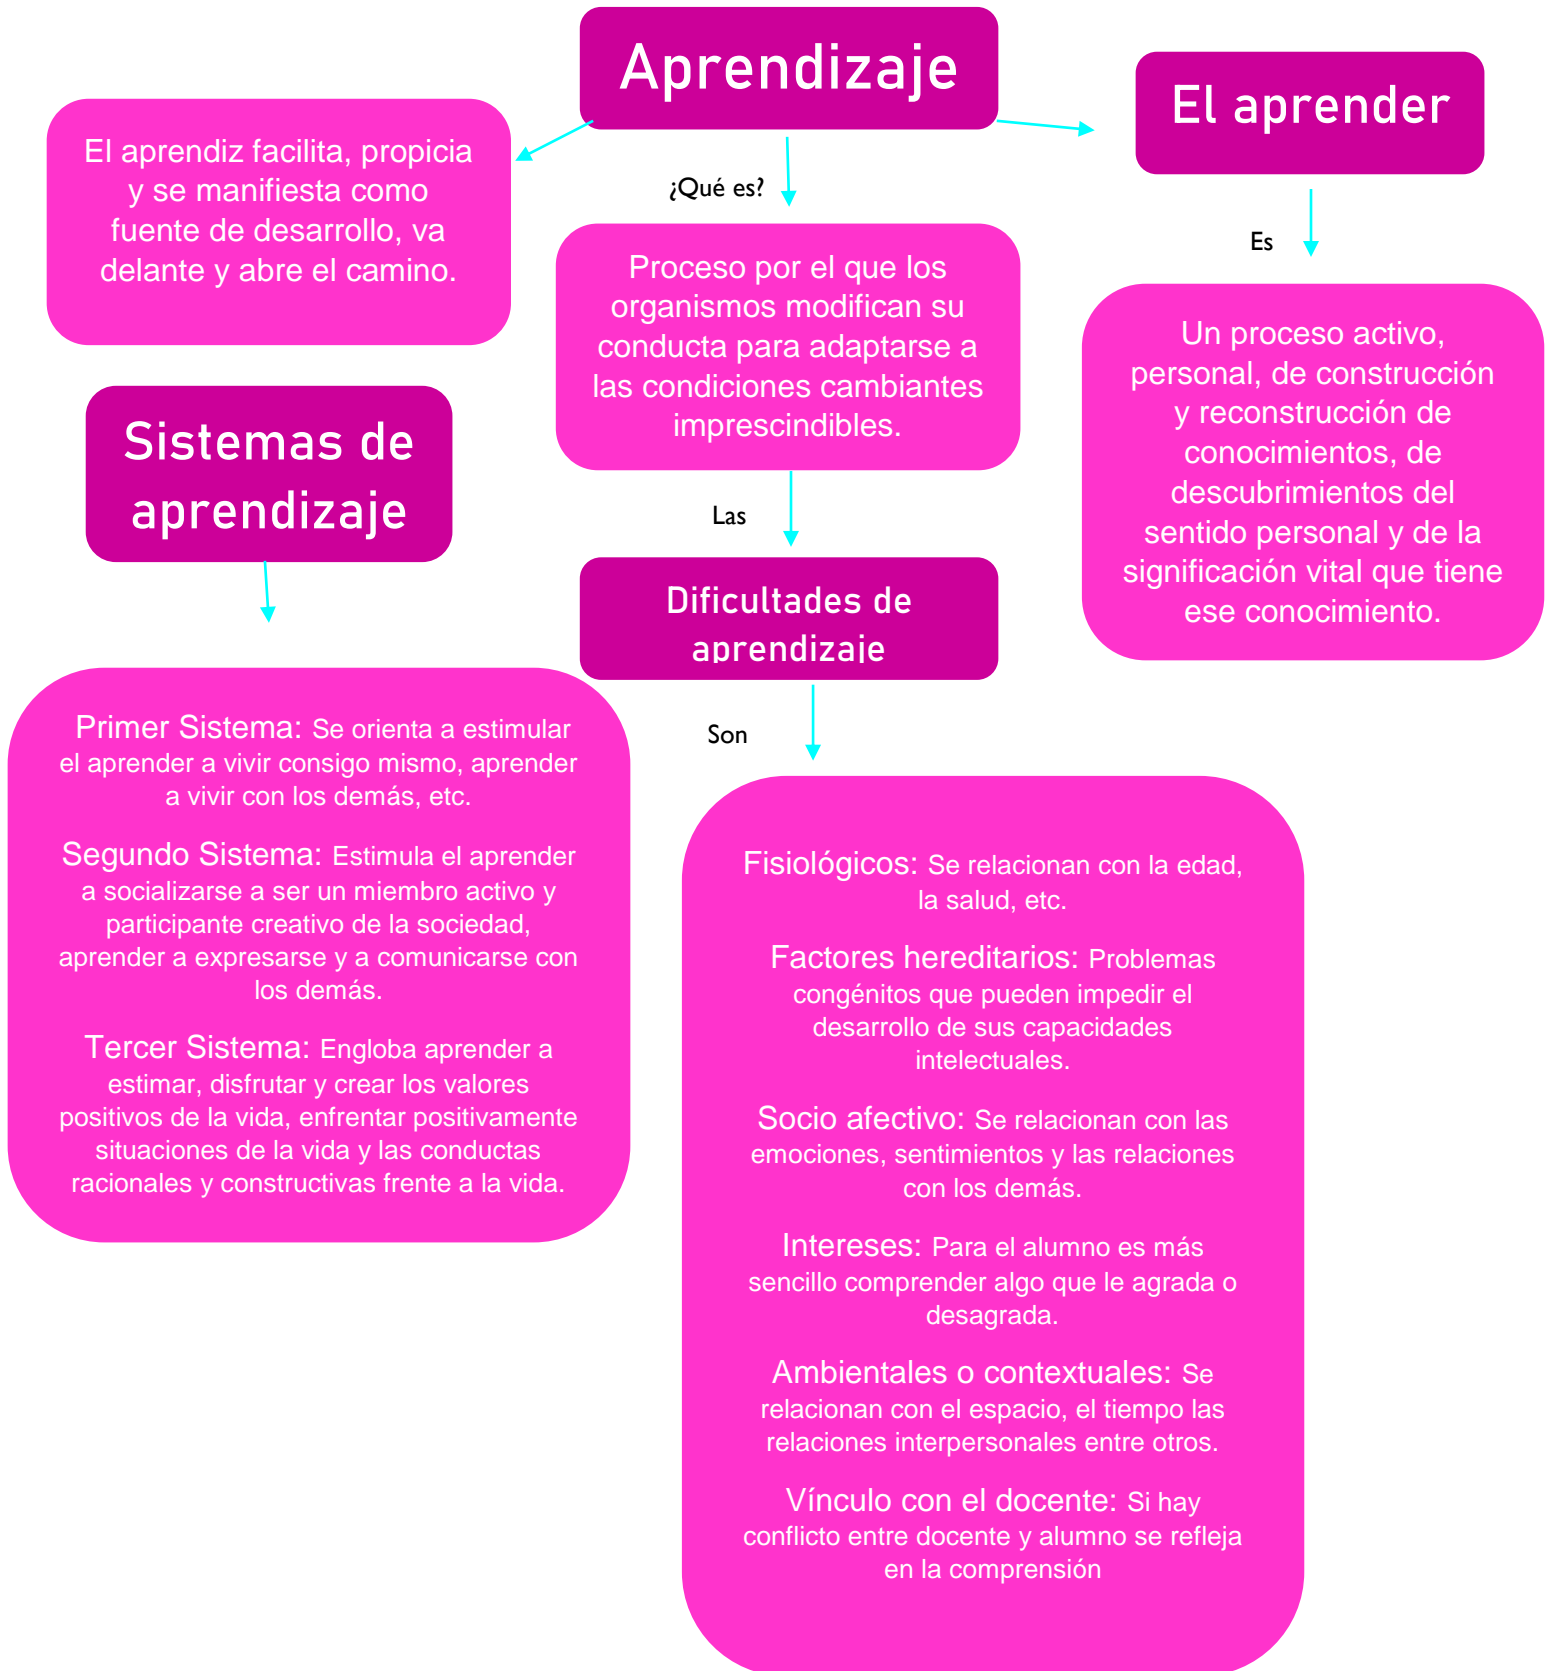 Aprendizaje
El aprender
El aprendiz facilita, propicia
y se manifiesta como
fuente de desarrollo, va
delante y abre el camino.
¿Qué es?
Proceso por el que los
organismos modifican su
conducta para adaptarse a
las condiciones cambiantes
imprescindibles.
Es
Un proceso activo,
personal, de construcción
y reconstrucción de
conocimientos, de
descubrimientos del
sentido personal y de la
significación vital que tiene
ese conocimiento.
Sistemas de
aprendizaje
Las
Dificultades de
aprendizaje
Primer Sistema: Se orienta a estimular
el aprender a vivir consigo mismo, aprender
a vivir con los demás, etc.
Segundo Sistema: Estimula el aprender
a socializarse a ser un miembro activo y
participante creativo de la sociedad,
aprender a expresarse y a comunicarse con
los demás.
Tercer Sistema: Engloba aprender a
estimar, disfrutar y crear los valores
positivos de la vida, enfrentar positivamente
situaciones de la vida y las conductas
racionales y constructivas frente a la vida.
Son
Fisiológicos: Se relacionan con la edad,
la salud, etc.
Factores hereditarios: Problemas
congénitos que pueden impedir el
desarrollo de sus capacidades
intelectuales.
Socio afectivo: Se relacionan con las
emociones, sentimientos y las relaciones
con los demás.
Intereses: Para el alumno es más
sencillo comprender algo que le agrada o
desagrada.
Ambientales o contextuales: Se
relacionan con el espacio, el tiempo las
relaciones interpersonales entre otros.
Vínculo con el docente: Si hay
conflicto entre docente y alumno se refleja
en la comprensión